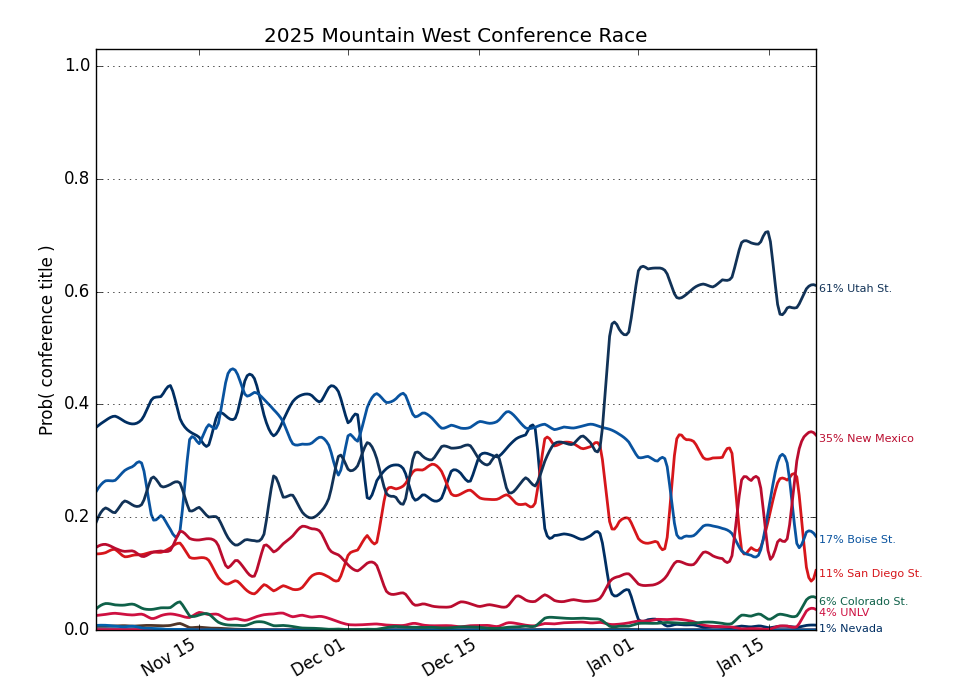 2025 Mountain West Conference Race
1.0
0.8
0.6
0.4
0.2
0.0
Prob( conference title )
61% Utah St.
35% New Mexico
17% Boise St.
11% San Diego St.
6% Colorado St.
4% UNLV
1% Nevada
Nov 15
Dec 01
Dec 15
Jan 01
Jan 15